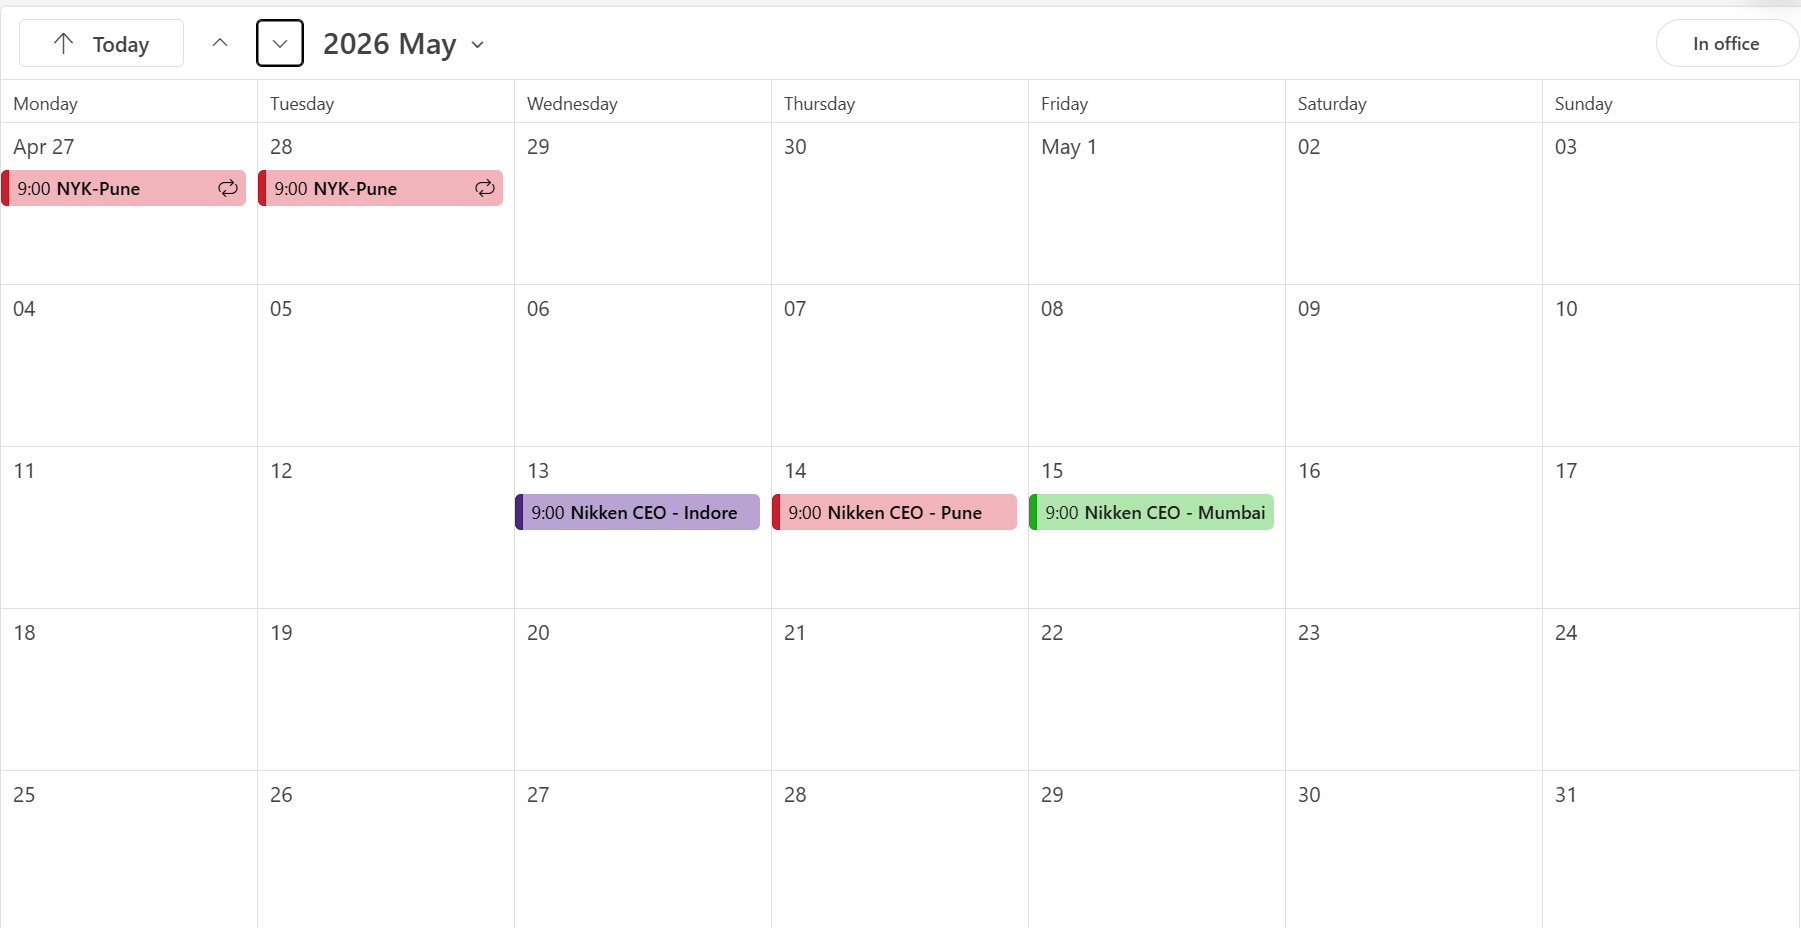 Today 2026 May In office
Monday Tuesday Wednesday Thursday Friday Saturday Sunday
Apr 27 28 29 30 May 1 02 03
9:00 NYK-Pune 9:00 NYK-Pune
04 05 06 07 08 09 10
11 12 13 14 15 16 17
9:00 Nikken CEO - Indore 9:00 Nikken CEO - Pune 9:00 Nikken CEO - Mumbai
18 19 20 21 22 23 24
25 26 27 28 29 30 31